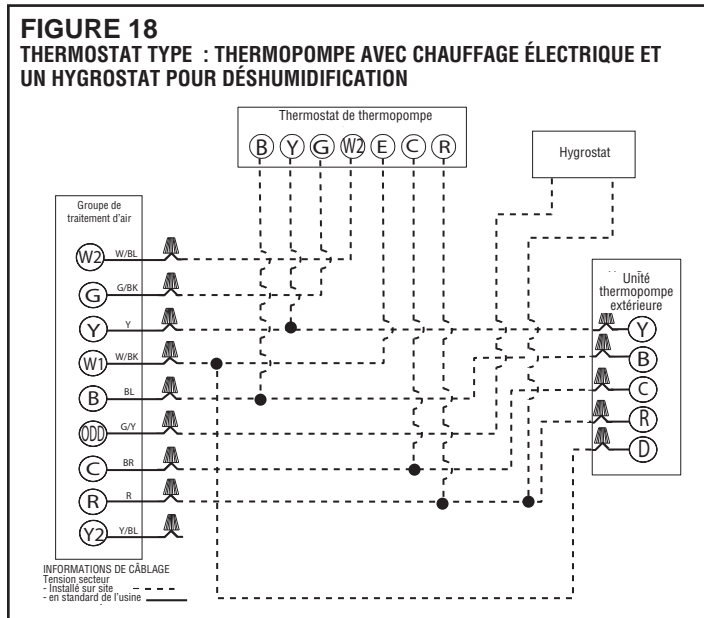 FIGURE 18
THERMOSTAT TYPE : THERMOPOMPE AVEC CHAUFFAGE ÉLECTRIQUE ET
UN HYGROSTAT POUR DÉSHUMIDIFICATION
Thermostat de thermopompe
B Y G W2 E C R
Hygrostat
Groupe de
traitement d'air
W2 W/BL
G G/BK
Y Y
W1 W/BK
B BL
ODD G/Y
C BR
R R
Y2 Y/BL
Unité
thermopompe
extérieure
Y
B
C
R
D
INFORMATIONS DE CÂBLAGE
Tension secteur
- Installé sur site
- en standard de l'usine